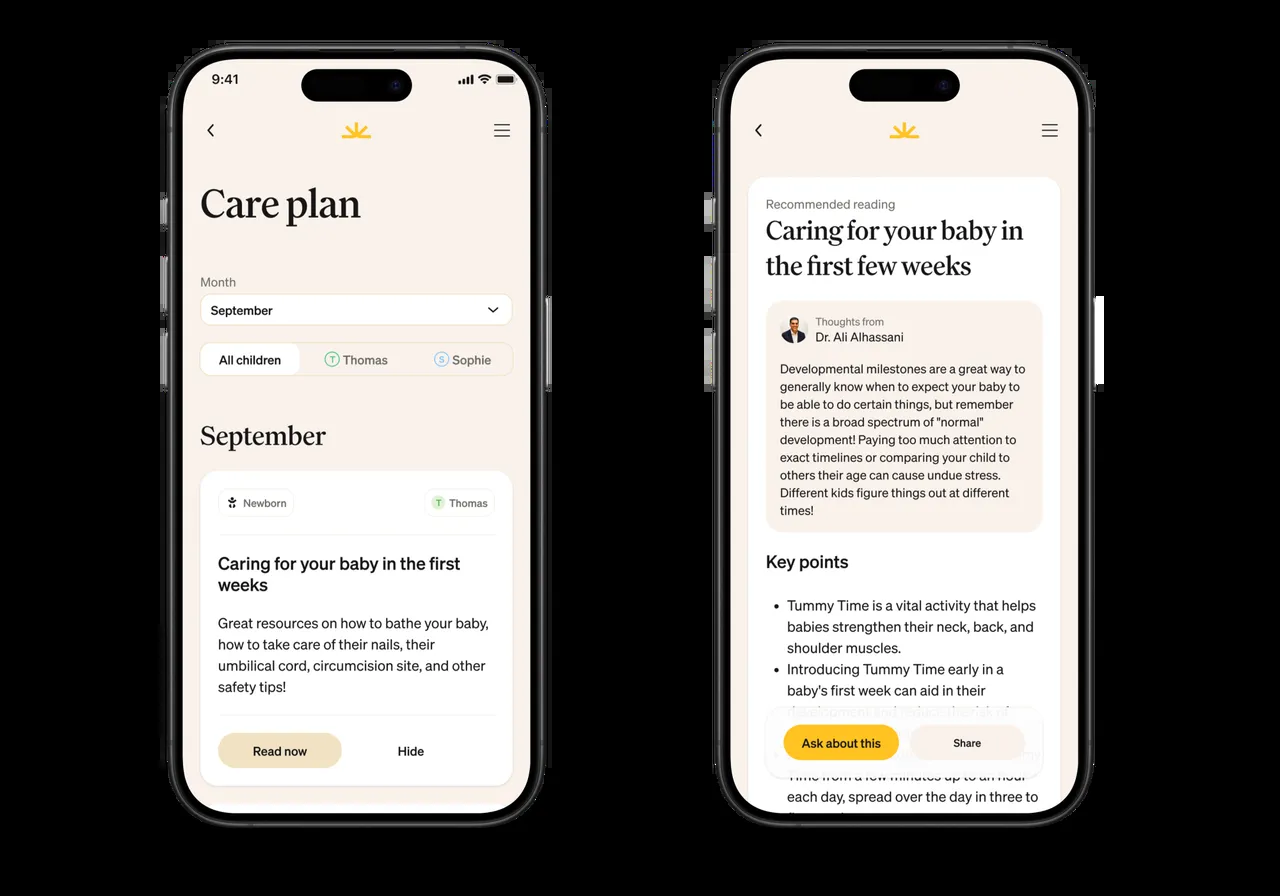 9:41
Care plan
Month
September
All children
T Thomas
S Sophie
September
Newborn
T Thomas
Caring for your baby in the first
weeks
Great resources on how to bathe your baby,
how to take care of their nails, their
umbilical cord, circumcision site, and other
safety tips!
Read now
Hide
Recommended reading
Caring for your baby in
the first few weeks
Thoughts from
Dr. Ali Alhassani
Developmental milestones are a great way to
generally know when to expect your baby to
be able to do certain things, but remember
there is a broad spectrum of "normal"
development! Paying too much attention to
exact timelines or comparing your child to
others their age can cause undue stress.
Different kids figure things out at different
times!
Key points
• Tummy Time is a vital activity that helps
babies strengthen their neck, back, and
shoulder muscles.
• Introducing Tummy Time early in a
baby's first week can aid in their
development and reduce the risk of
Ask about this
Share
Time from a few minutes up to an hour
each day, spread over the day in three to